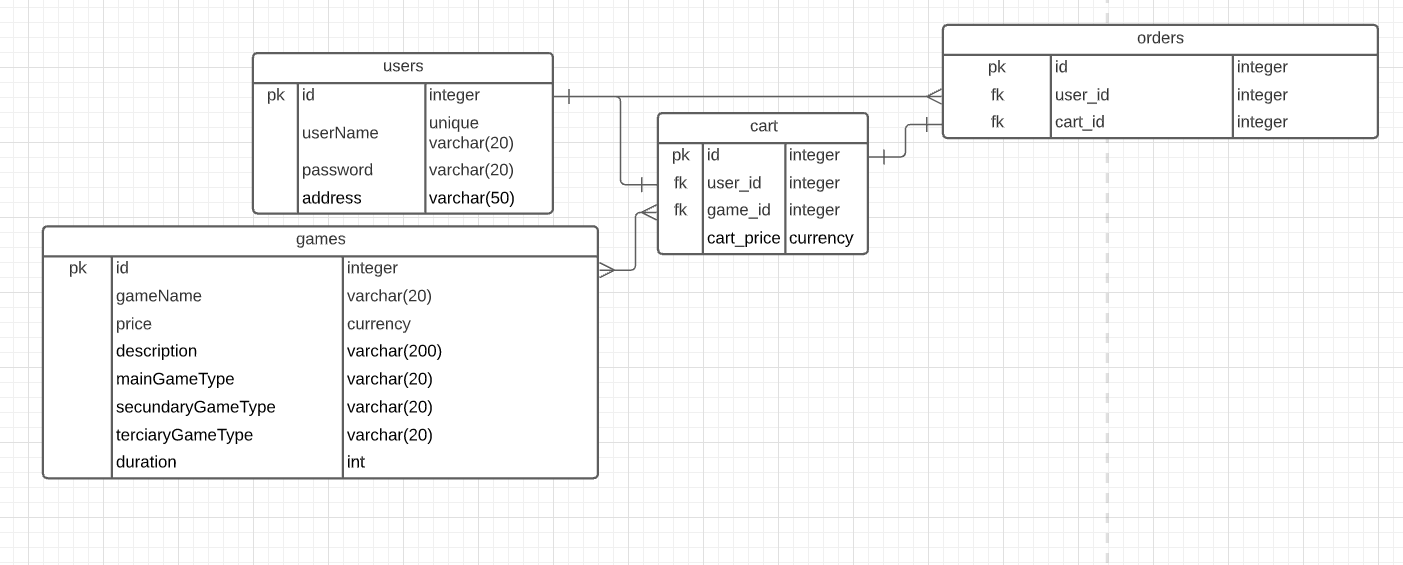 orders
pk id integer
fk user_id integer
fk cart_id integer
users
pk id integer
userName unique
varchar(20)
password varchar(20)
address varchar(50)
cart
pk id integer
fk user_id integer
fk game_id integer
cart_price currency
games
pk id integer
gameName varchar(20)
price currency
description varchar(200)
mainGameType varchar(20)
secundaryGameType varchar(20)
terciaryGameType varchar(20)
duration int